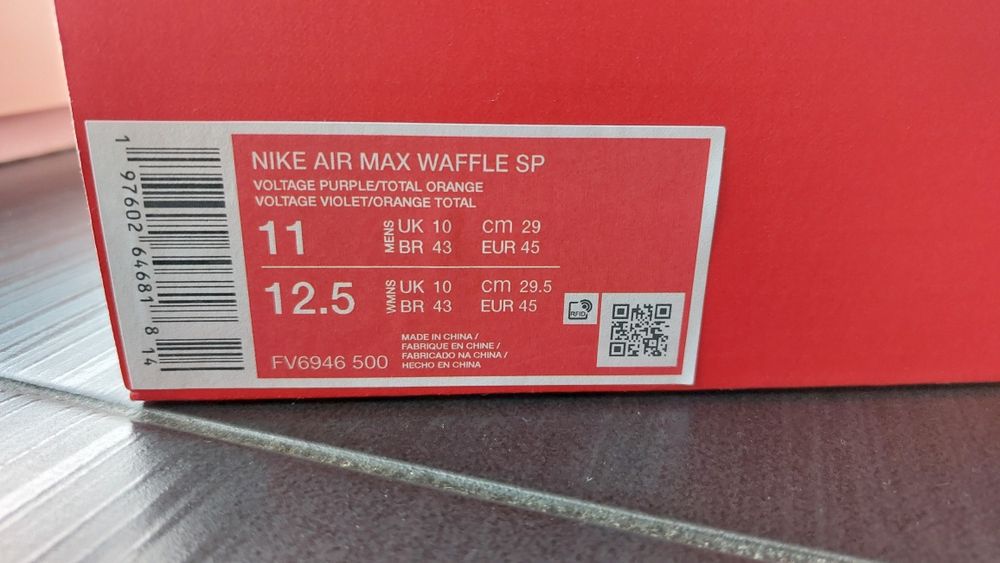 1 97602 64681 8 14
NIKE AIR MAX WAFFLE SP
VOLTAGE PURPLE/TOTAL ORANGE
VOLTAGE VIOLET/ORANGE TOTAL
11 MENS UK 10 cm 29
BR 43 EUR 45
12.5 WMNS UK 10 cm 29.5
BR 43 EUR 45
RFID
FV6946 500
MADE IN CHINA /
FABRIQUE EN CHINE /
FABRICADO NA CHINA /
HECHO EN CHINA